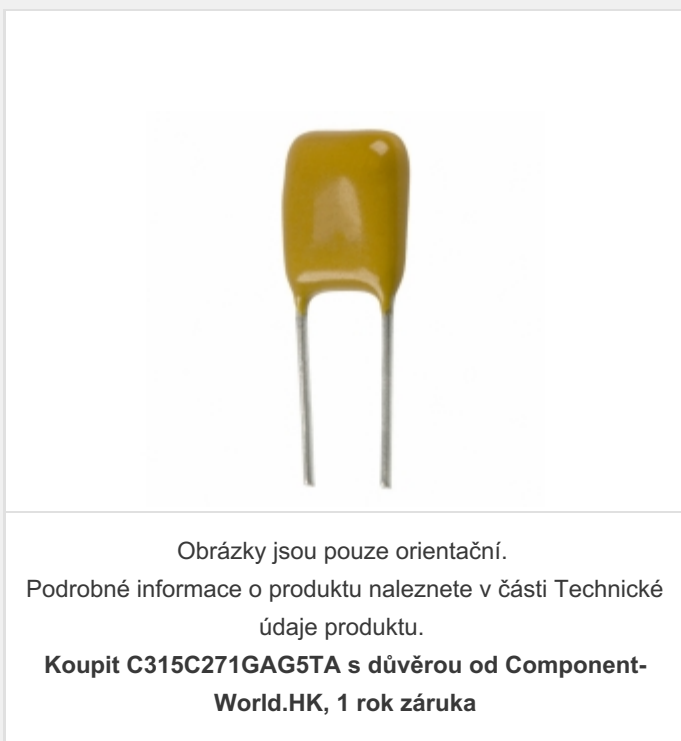 Obrázky jsou pouze orientační.
Podrobné informace o produktu naleznete v části Technické
údaje produktu.
Koupit C315C271GAG5TA s důvěrou od Component-
World.HK, 1 rok záruka